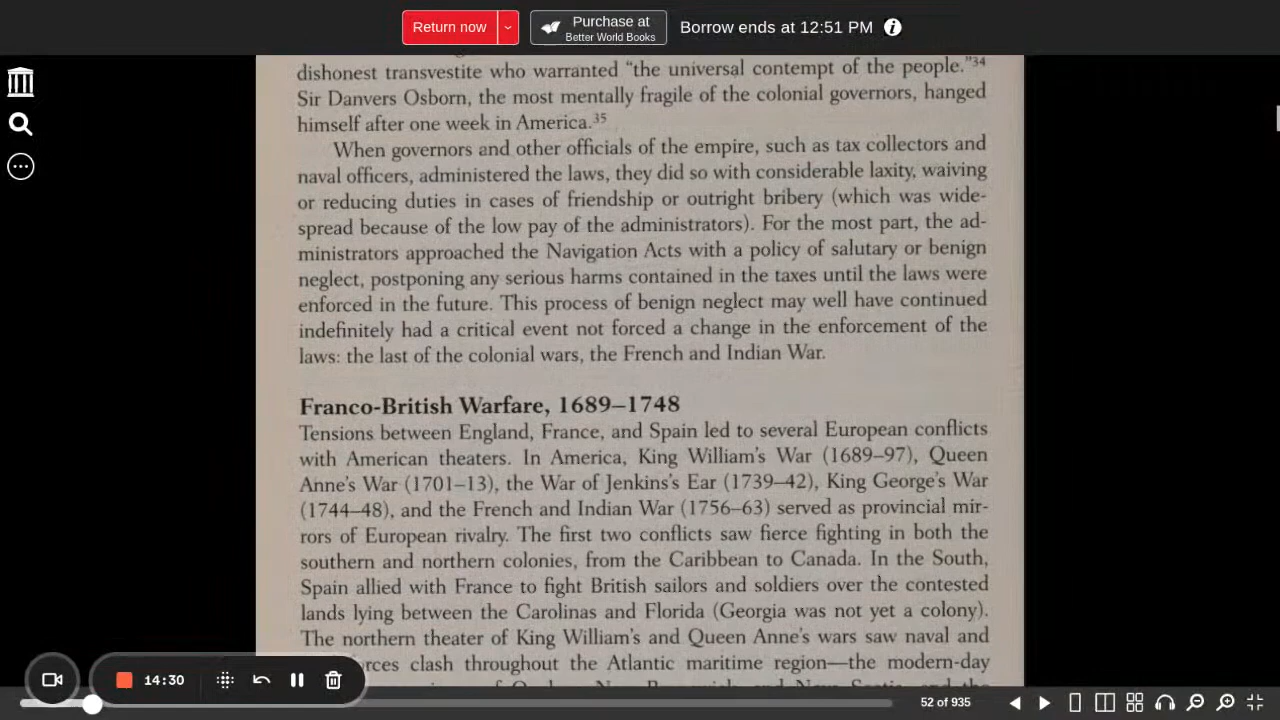 Return now
Purchase at
Better World Books
Borrow ends at 12:51 PM
dishonest transvestite who warranted “the universal contempt of the people.”34
Sir Danvers Osborn, the most mentally fragile of the colonial governors, hanged
himself after one week in America.35
When governors and other officials of the empire, such as tax collectors and
naval officers, administered the laws, they did so with considerable laxity, waiving
or reducing duties in cases of friendship or outright bribery (which was wide-
spread because of the low pay of the administrators). For the most part, the ad-
ministrators approached the Navigation Acts with a policy of salutary or benign
neglect, postponing any serious harms contained in the taxes until the laws were
enforced in the future. This process of benign neglect may well have continued
indefinitely had a critical event not forced a change in the enforcement of the
laws: the last of the colonial wars, the French and Indian War.
Franco-British Warfare, 1689–1748
Tensions between England, France, and Spain led to several European conflicts
with American theaters. In America, King William’s War (1689–97), Queen
Anne’s War (1701–13), the War of Jenkins’s Ear (1739–42), King George’s War
(1744–48), and the French and Indian War (1756–63) served as provincial mir-
rors of European rivalry. The first two conflicts saw fierce fighting in both the
southern and northern colonies, from the Caribbean to Canada. In the South,
Spain allied with France to fight British sailors and soldiers over the contested
lands lying between the Carolinas and Florida (Georgia was not yet a colony).
The northern theater of King William’s and Queen Anne’s wars saw naval and
clash throughout the Atlantic maritime region—the modern-day
14:30
52 of 935